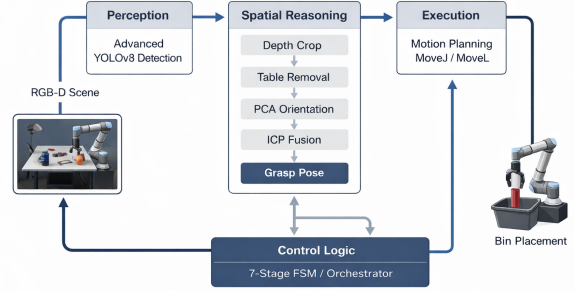 Perception
Advanced
YOLOv8 Detection
Spatial Reasoning
Depth Crop
Table Removal
PCA Orientation
ICP Fusion
Grasp Pose
Execution
Motion Planning
MoveJ / MoveL
RGB-D Scene
Bin Placement
Control Logic
7-Stage FSM / Orchestrator